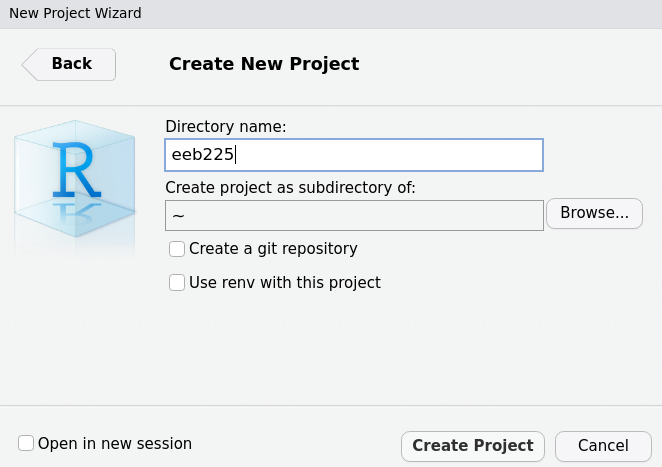 New Project Wizard
Back
Create New Project
R
Directory name:
eeb225
Create project as subdirectory of:
~
Browse...
Create a git repository
Use renv with this project
Open in new session
Create Project
Cancel